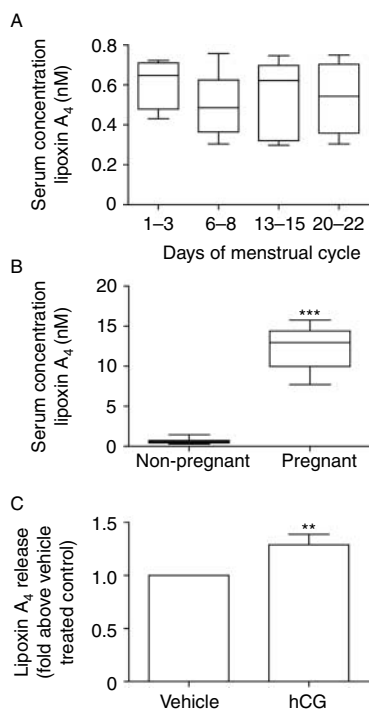 A
Serum concentration
lipoxin A4 (nM)
0.8
0.6
0.4
0.2
0
1–3 6–8 13–15 20–22
Days of menstrual cycle
B
Serum concentration
lipoxin A4 (nM)
20
15
10
5
0
***
Non-pregnant Pregnant
C
Lipoxin A4 release
(fold above vehicle
treated control)
1.5
1.0
0.5
0
**
Vehicle hCG